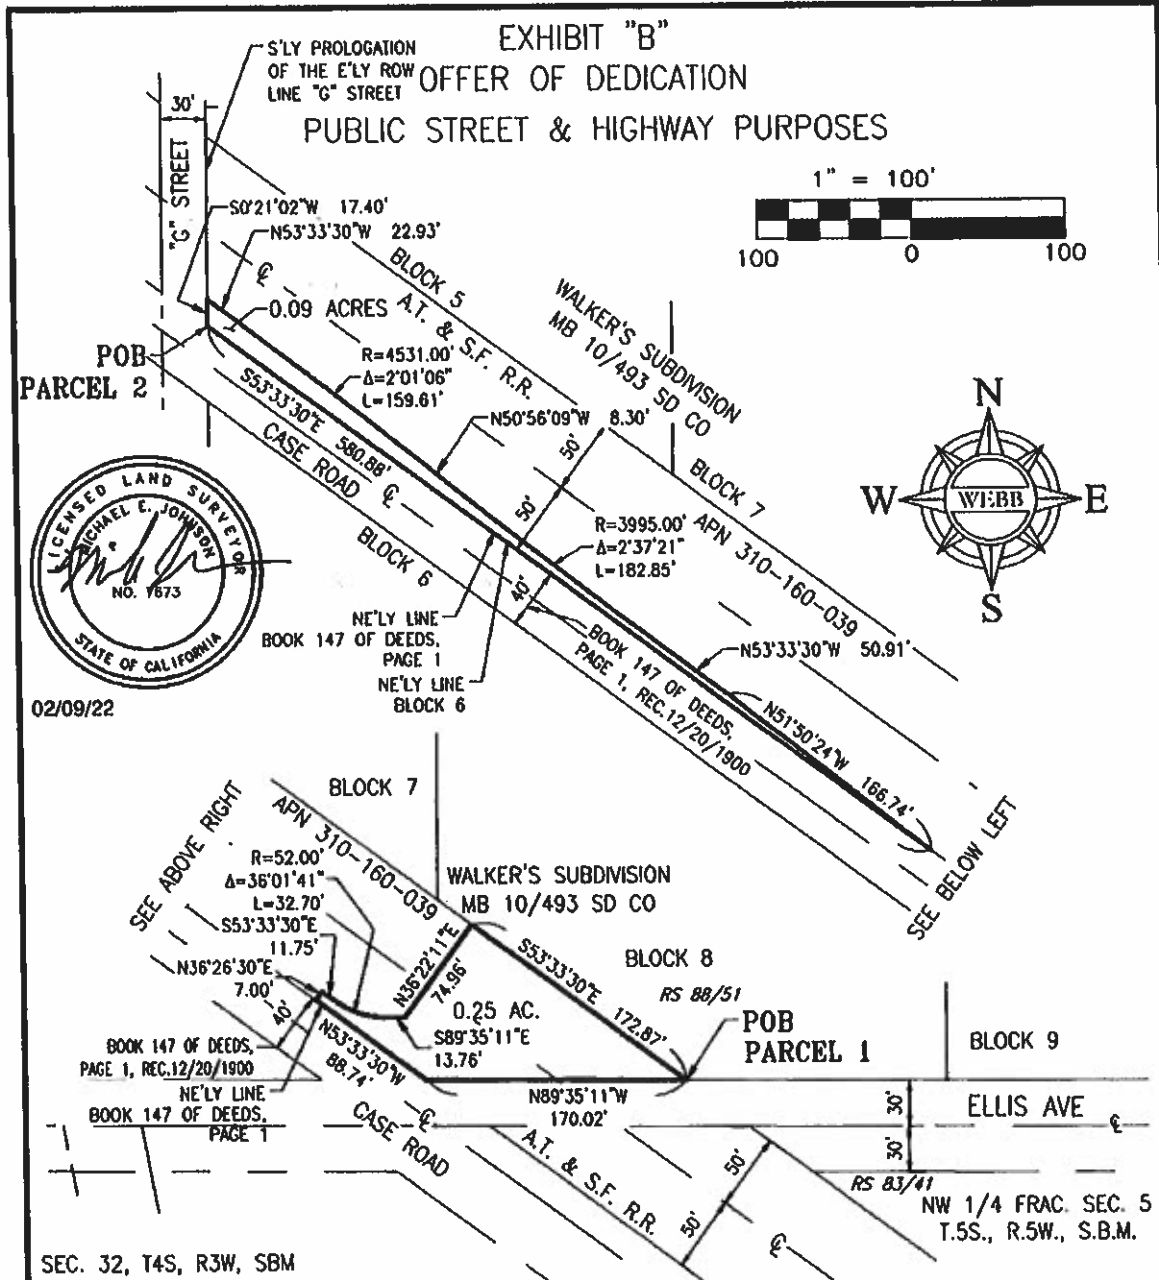 EXHIBIT "B"
OFFER OF DEDICATION
PUBLIC STREET & HIGHWAY PURPOSES
S'LY PROLOGATION
OF THE E'LY ROW
LINE "G" STREET
30'
"G" STREET
1" = 100'
100 0 100
S0°21'02"W 17.40'
N53°33'30"W 22.93'
℄
BLOCK 5
A.T. & S.F. R.R.
0.09 ACRES
WALKER'S SUBDIVISION
MB 10/493 SD CO
POB
PARCEL 2
R=4531.00'
Δ=2°01'06"
L=159.61'
S53°33'30"E 580.88'
N50°56'09"W 8.30'
50'
50'
CASE ROAD
℄
BLOCK 6
BLOCK 7
APN 310-160-039
N
W
WEBB
E
S
LICENSED LAND SURVEYOR
MICHAEL E. JOHNSON
NO. 7673
STATE OF CALIFORNIA
02/09/22
R=3995.00'
Δ=2°37'21"
L=182.85'
40'
NE'LY LINE
BOOK 147 OF DEEDS,
PAGE 1
NE'LY LINE
BLOCK 6
BOOK 147 OF DEEDS,
PAGE 1, REC.12/20/1900
N53°33'30"W 50.91'
N51°50'24"W 166.74'
SEE BELOW LEFT
SEE ABOVE RIGHT
BLOCK 7
APN 310-160-039
R=52.00'
Δ=36°01'41"
L=32.70'
S53°33'30"E
11.75'
N36°26'30"E
7.00'
40'
WALKER'S SUBDIVISION
MB 10/493 SD CO
N36°22'11"E
74.96'
S53°33'30"E
172.87'
BLOCK 8
RS 88/51
0.25 AC.
S89°35'11"E
13.76'
POB
PARCEL 1
BLOCK 9
BOOK 147 OF DEEDS,
PAGE 1, REC.12/20/1900
NE'LY LINE
BOOK 147 OF DEEDS,
PAGE 1
N53°33'30"W
88.74'
N89°35'11"W
170.02'
CASE ROAD
℄
A.T. & S.F. R.R.
50'
50'
℄
30'
30'
ELLIS AVE
℄
RS 83/41
NW 1/4 FRAC. SEC. 5
T.5S., R.5W., S.B.M.
SEC. 32, T4S, R3W, SBM